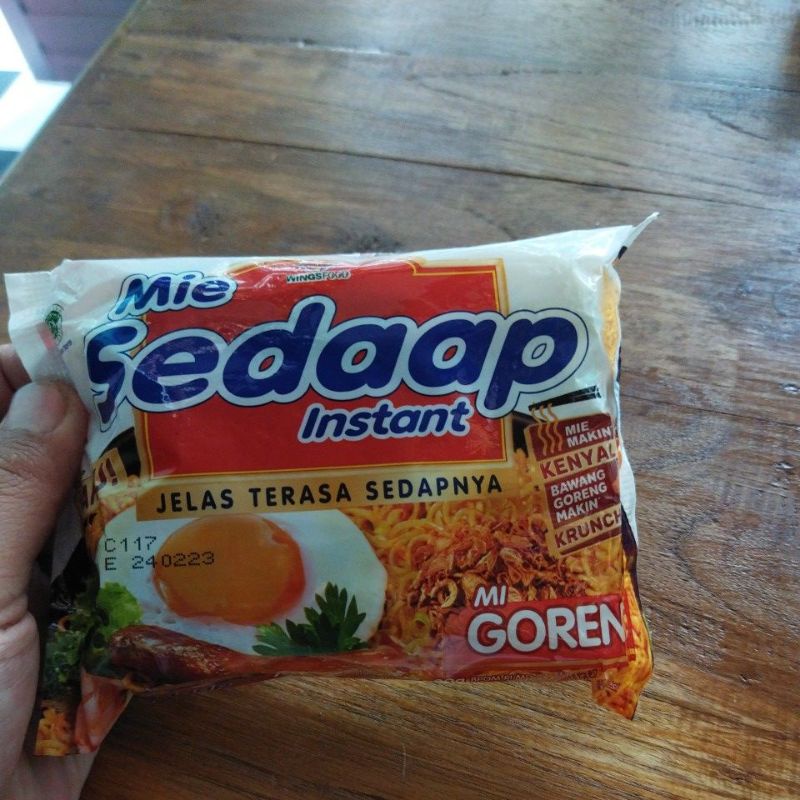 WINGSFOOD
Mie
Sedaap
Instant
JELAS TERASA SEDAPNYA
MIE
MAKIN
KENYAL
BAWANG
GORENG
MAKIN
KRUNCH
C117
E 240223
MI
GOREN